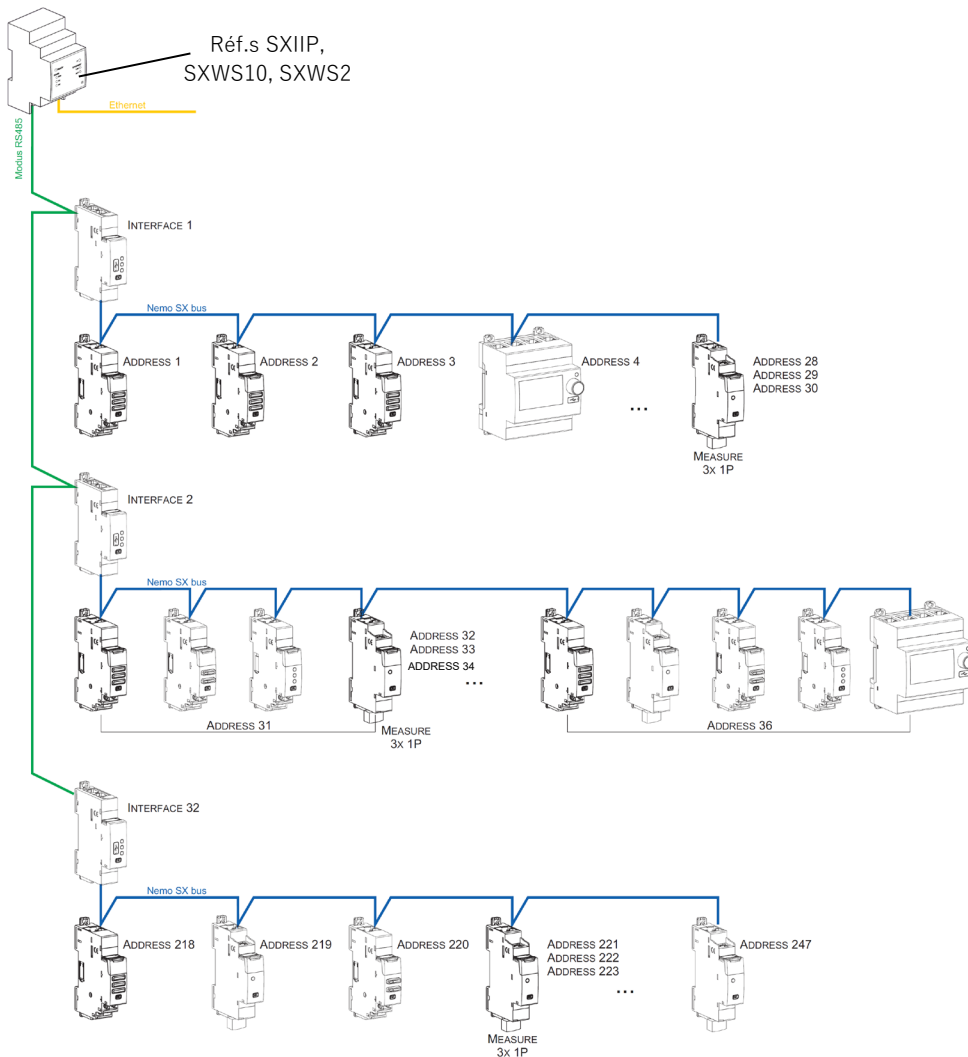 Réf.s SXIIP,
SXWS10, SXWS2
Ethernet
Modus RS485
INTERFACE 1
Nemo SX bus
ADDRESS 1
ADDRESS 2
ADDRESS 3
ADDRESS 4
...
ADDRESS 28
ADDRESS 29
ADDRESS 30
MEASURE
3X 1P
INTERFACE 2
Nemo SX bus
ADDRESS 32
ADDRESS 33
ADDRESS 34
...
ADDRESS 31
MEASURE
3X 1P
ADDRESS 36
INTERFACE 32
Nemo SX bus
ADDRESS 218
ADDRESS 219
ADDRESS 220
ADDRESS 221
ADDRESS 222
ADDRESS 223
...
ADDRESS 247
MEASURE
3X 1P